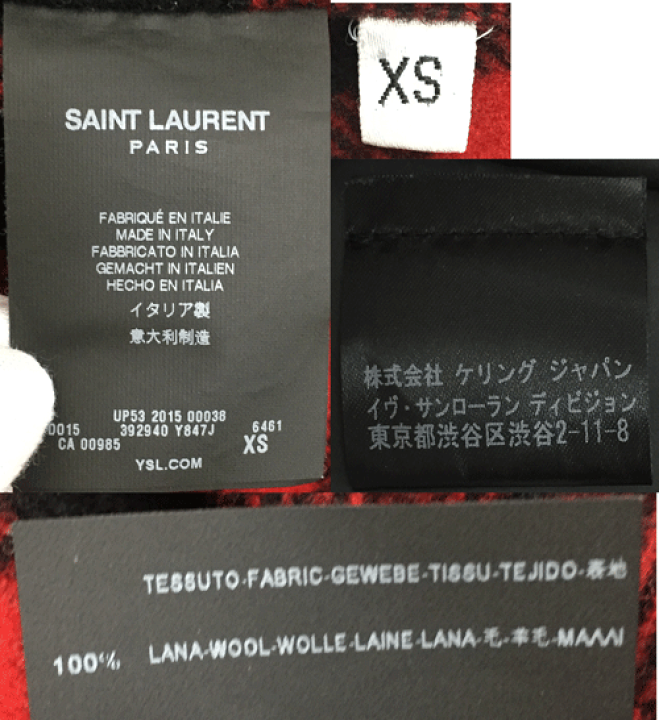 SAINT LAURENT
PARIS
FABRIQUÉ EN ITALIE
MADE IN ITALY
FABBRICATO IN ITALIA
GEMACHT IN ITALIEN
HECHO EN ITALIA
イタリア製
意大利制造
UP53 2015 00038
0015 392940 Y847J 6461
CA 00985 XS
YSL.COM
XS
株式会社 ケリング ジャパン
イヴ・サンローラン ディビジョン
東京都渋谷区渋谷2-11-8
TESSUTO-FABRIC-GEWEBE-TISSU-TEJIDO-表地
100% LANA-WOOL-WOLLE-LAINE-LANA-毛-羊毛-ΜΑΛΛΙ